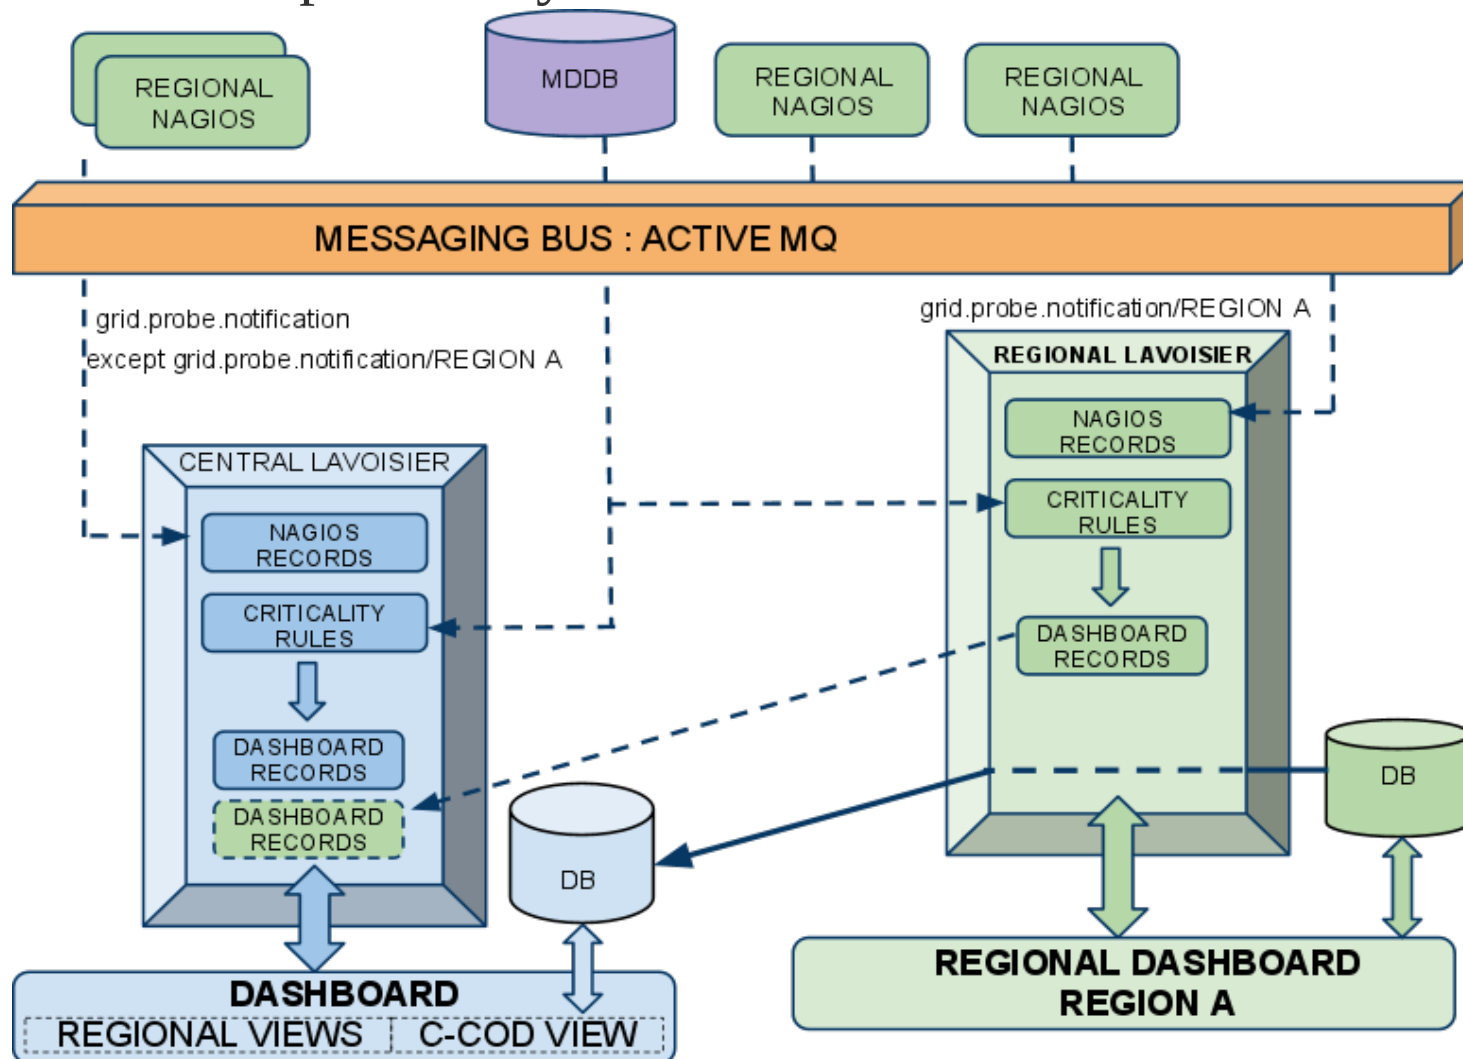 REGIONAL
NAGIOS
MDDB
REGIONAL
NAGIOS
REGIONAL
NAGIOS
MESSAGING BUS : ACTIVE MQ
grid.probe.notification
except grid.probe.notification/REGION A
grid.probe.notification/REGION A
REGIONAL LAVOISIER
NAGIOS
RECORDS
CRITICALITY
RULES
DASHBOARD
RECORDS
CENTRAL LAVOISIER
NAGIOS
RECORDS
CRITICALITY
RULES
DASHBOARD
RECORDS
DASHBOARD
RECORDS
DB
DB
DASHBOARD
REGIONAL VIEWS
C-COD VIEW
REGIONAL DASHBOARD
REGION A